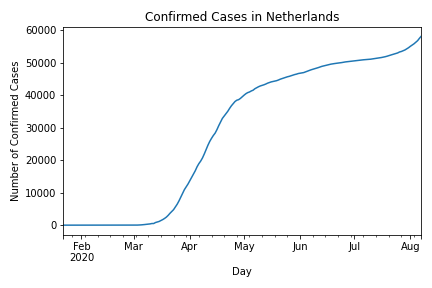 Confirmed Cases in Netherlands
Number of Confirmed Cases
60000
50000
40000
30000
20000
10000
0
Feb Mar Apr May Jun Jul Aug
2020
Day